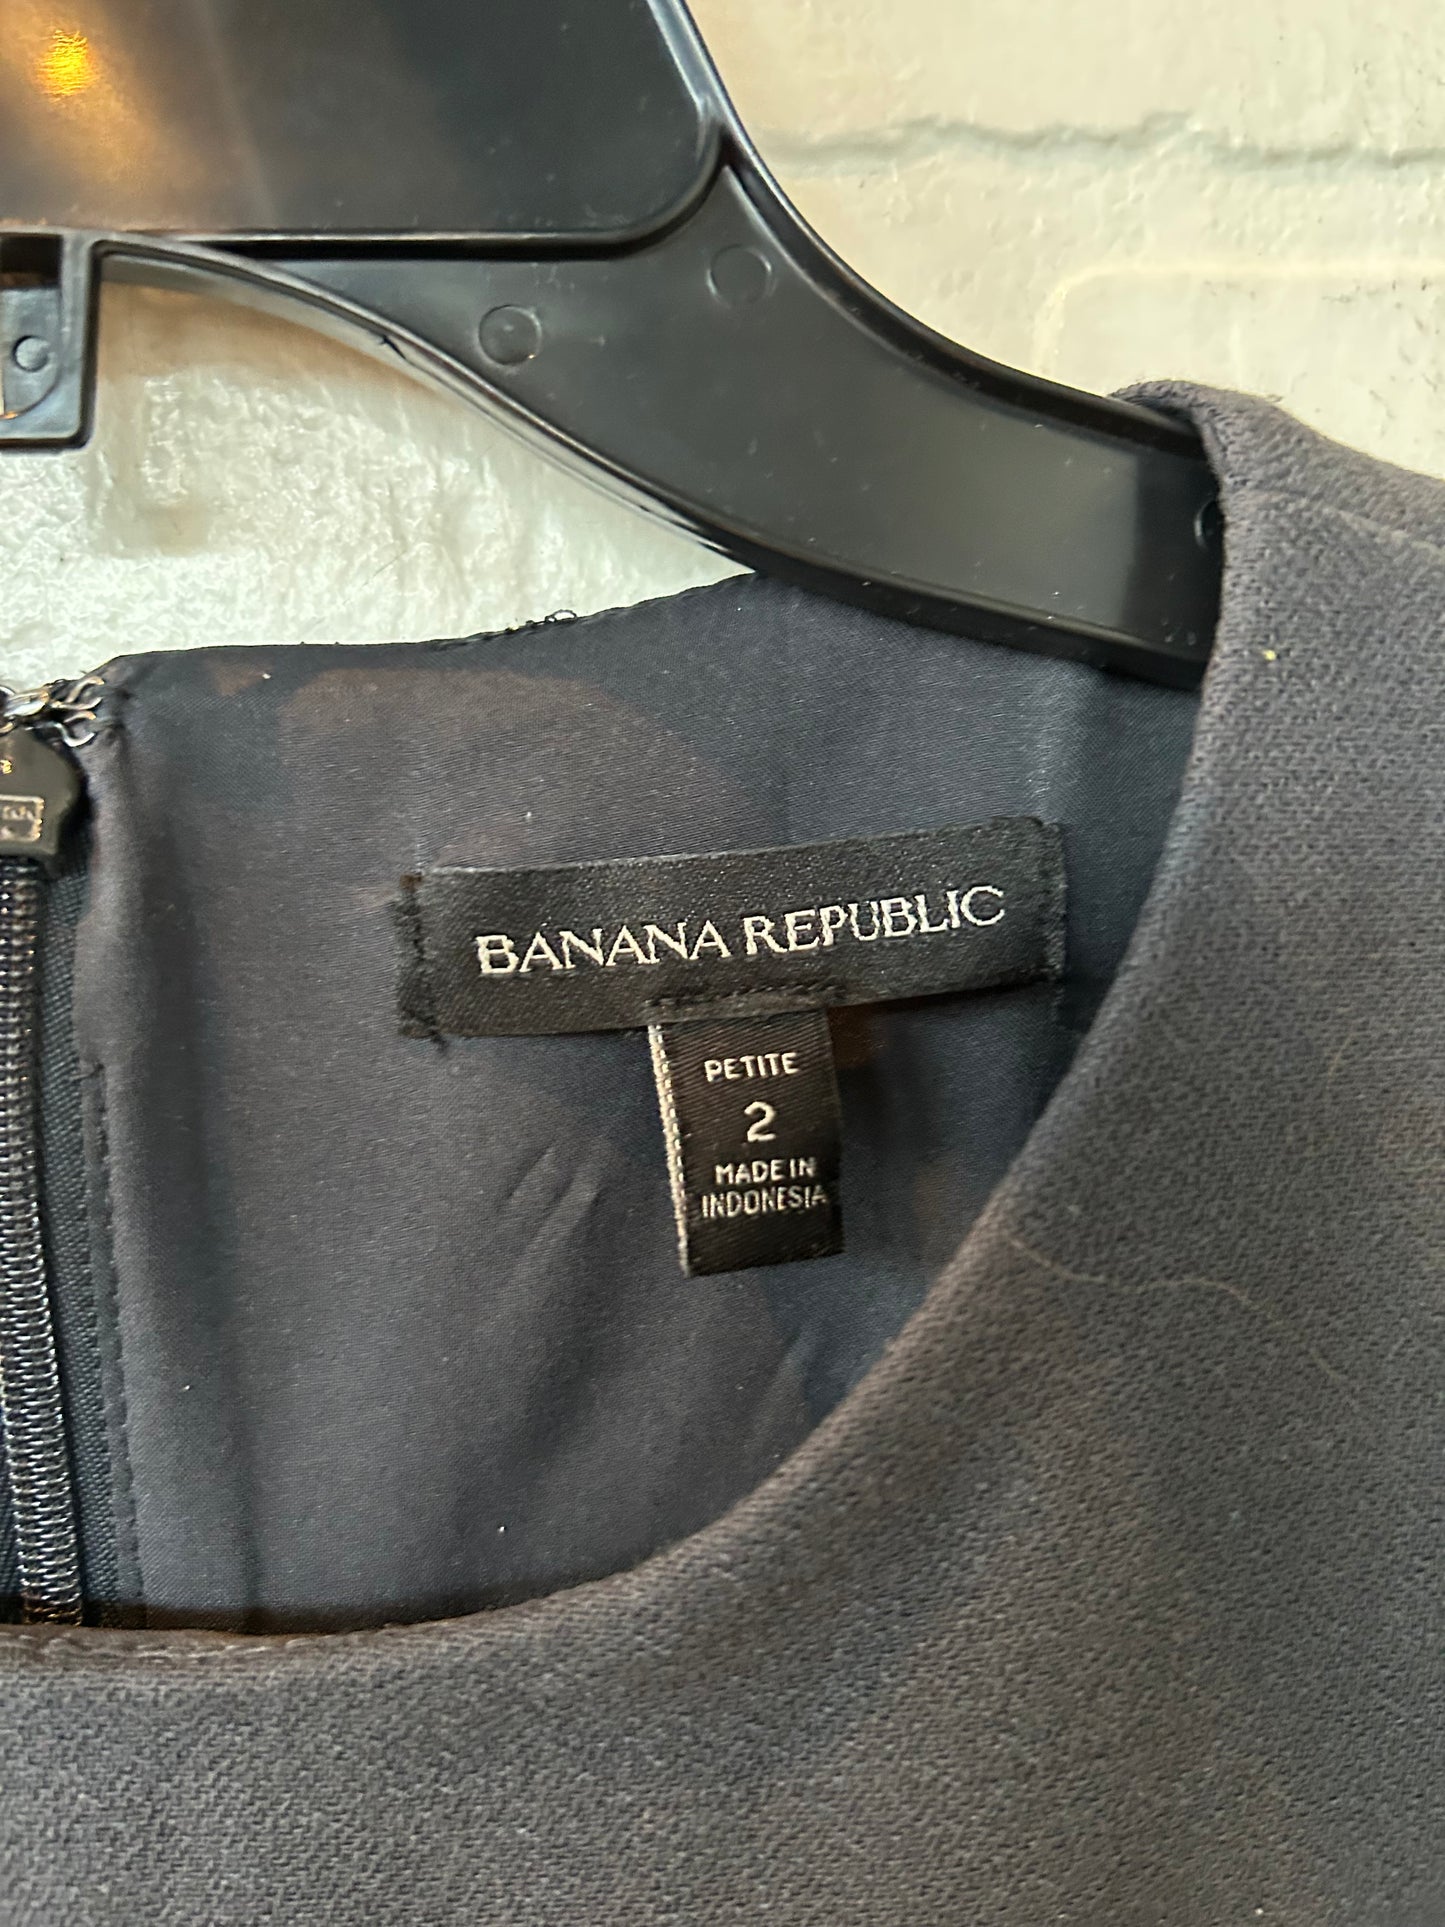 BANANA REPUBLIC
PETITE
2
MADE IN
INDONESIA